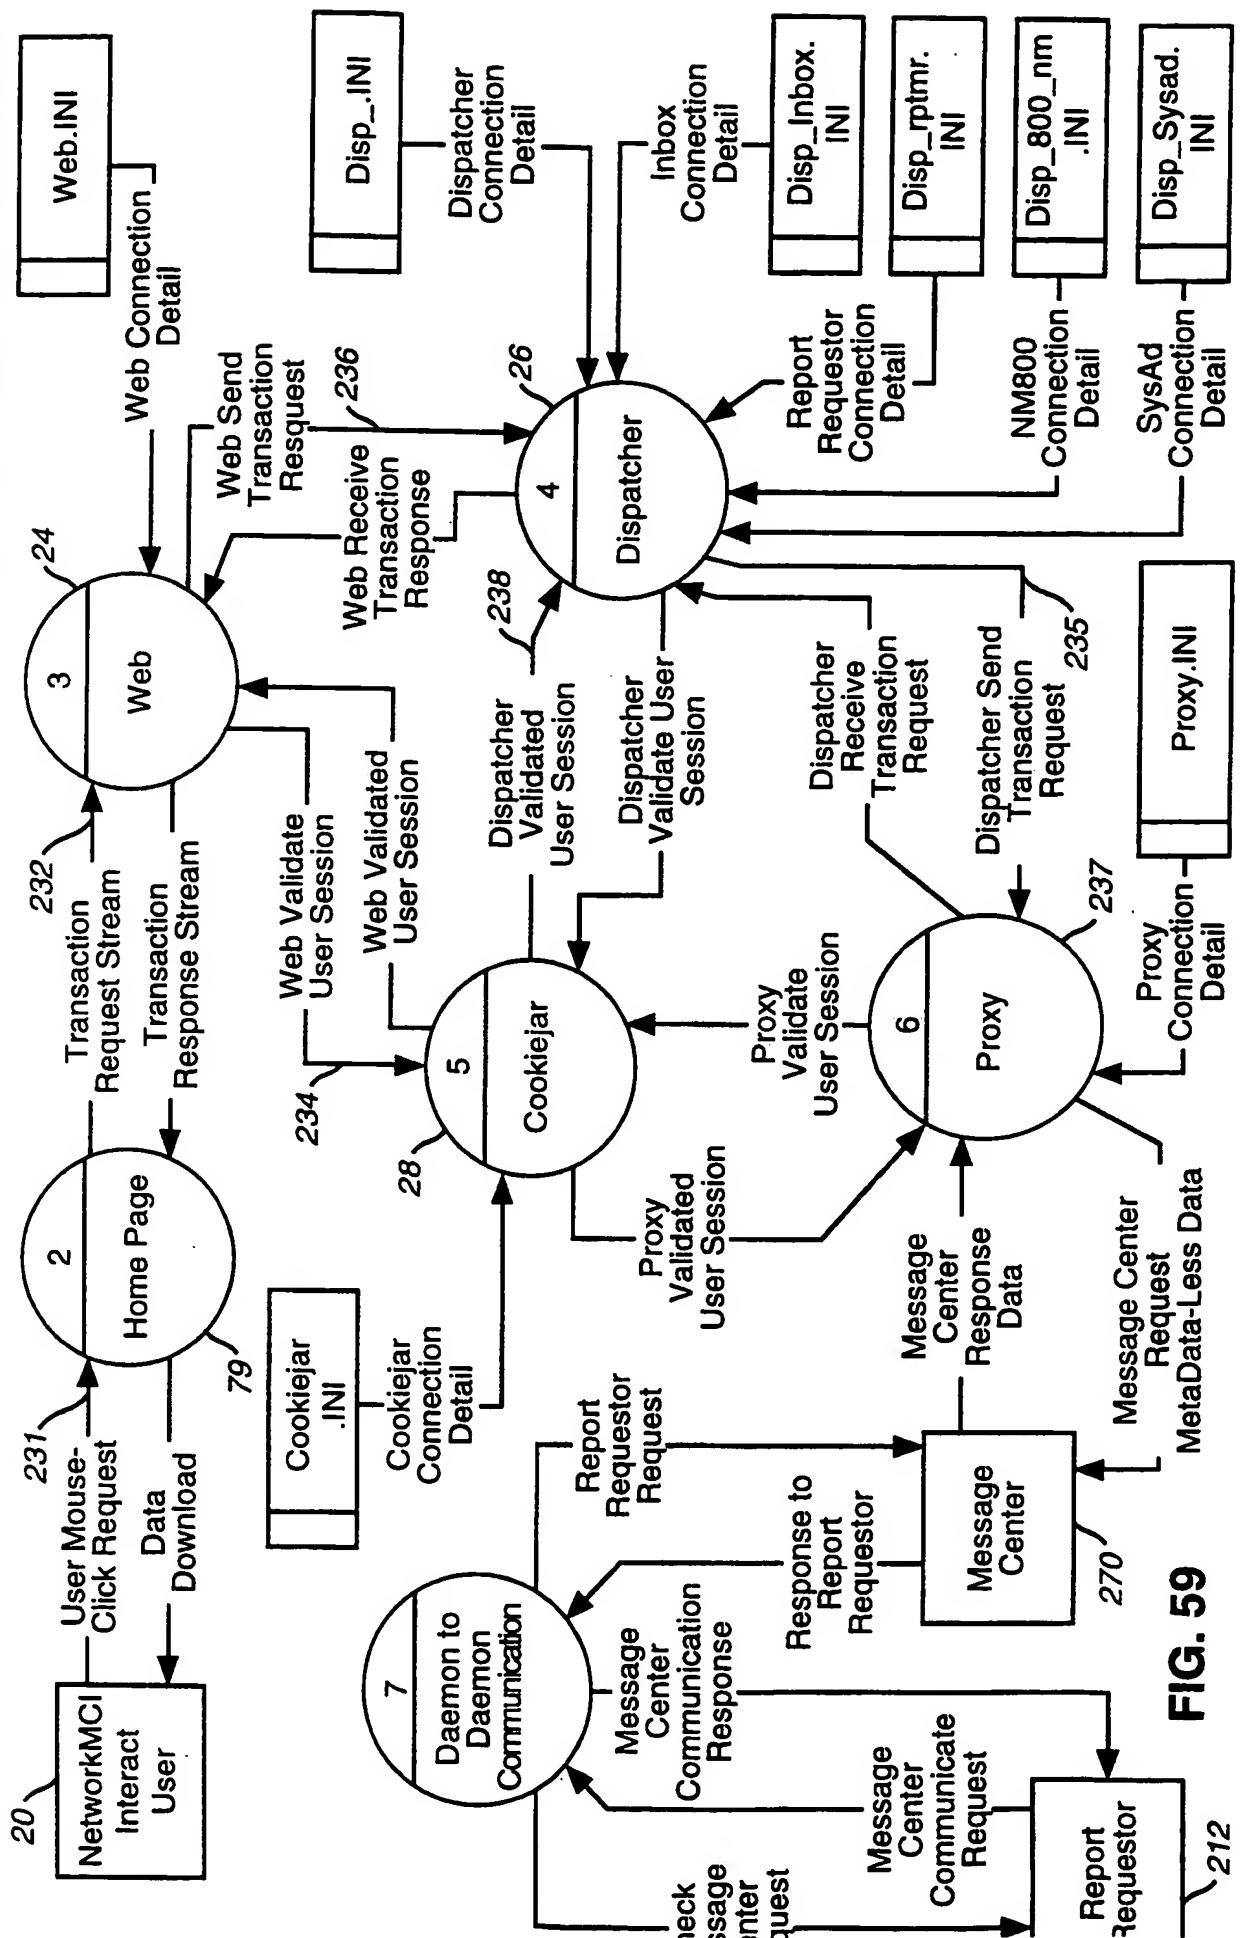 20
NetworkMCI
Interact
User
User Mouse-
Click Request
231
Data
Download
2
Home Page
79
Transaction
Request Stream
232
Transaction
Response Stream
3
Web
24
Web Connection
Detail
Web.INI
Web Validate
User Session
234
Web Validated
User Session
Web Send
Transaction
Resquest
236
Web Receive
Transaction
Response
Cookiejar
.INI
Cookiejar
Connection
Detail
28
5
Cookiejar
Dispatcher
Validated
User Session
238
Dispatcher
Validate User
Session
4
Dispatcher
26
Disp_.INI
Dispatcher
Connection
Detail
Inbox
Connection
Detail
Disp_Inbox.
INI
Report
Requestor
Connection
Detail
Disp_rptmr.
INI
NM800
Connection
Detail
Disp_800_nm
.INI
SysAd
Connection
Detail
Disp_Sysad.
INI
Proxy
Validated
User Session
Proxy
Validate
User Session
Dispatcher
Receive
Transaction
Request
Dispatcher Send
Transaction
Request
235
6
Proxy
237
Proxy
Connection
Detail
Proxy.INI
7
Daemon to
Daemon
Communication
Report
Requestor
Request
Response to
Report
Requestor
Message
Center
Response
Data
Message Center
Request
MetaData-Less Data
Message
Center
270
Message
Center
Communication
Response
Message
Center
Communicate
Request
Report
Requestor
212
FIG. 59